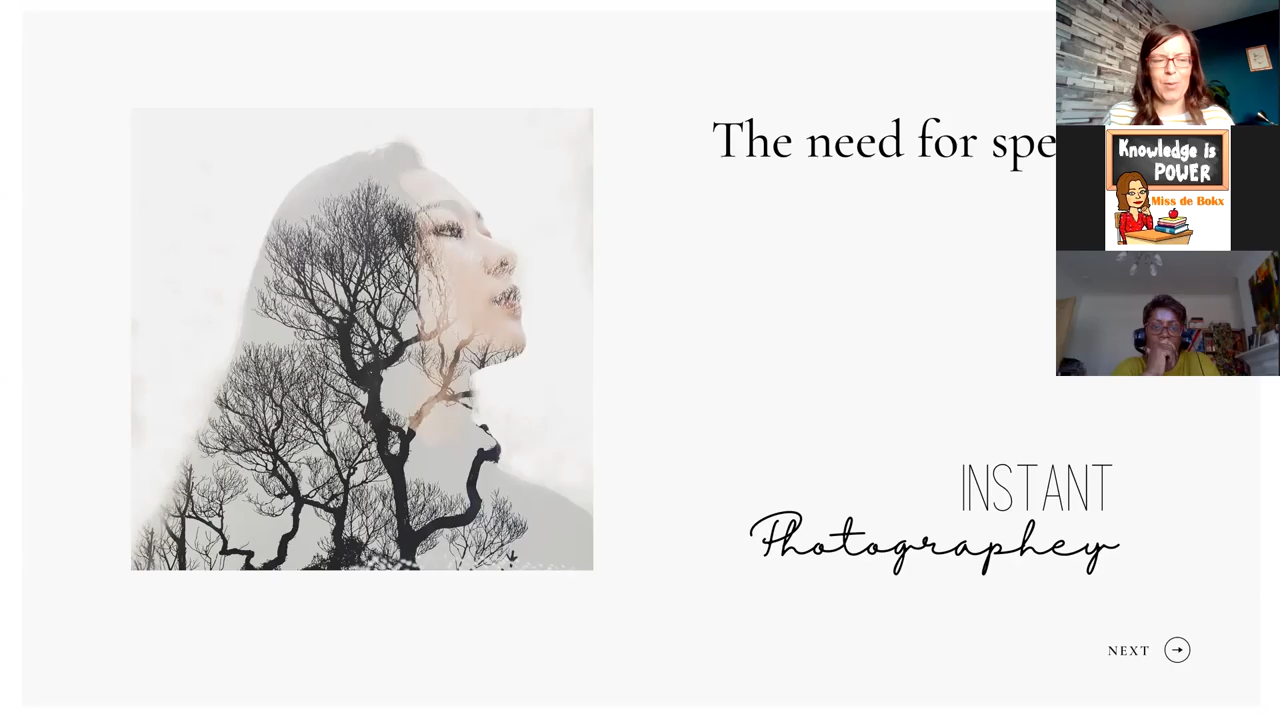 The need for spe
Knowledge is
POWER
Miss de Bokx
INSTANT
Photographey
NEXT